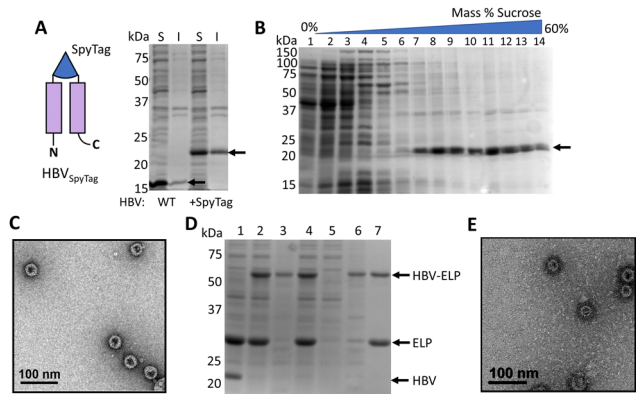 A
SpyTag
N
C
HBVSpyTag
kDa
S I S I
75
50
37
25
20
15
HBV: WT +SpyTag
B
Mass % Sucrose
0%
60%
kDa 1 2 3 4 5 6 7 8 9 10 11 12 13 14
150
100
75
50
37
25
20
15
C
100 nm
D
kDa 1 2 3 4 5 6 7
75
50
37
25
20
HBV-ELP
ELP
HBV
E
100 nm